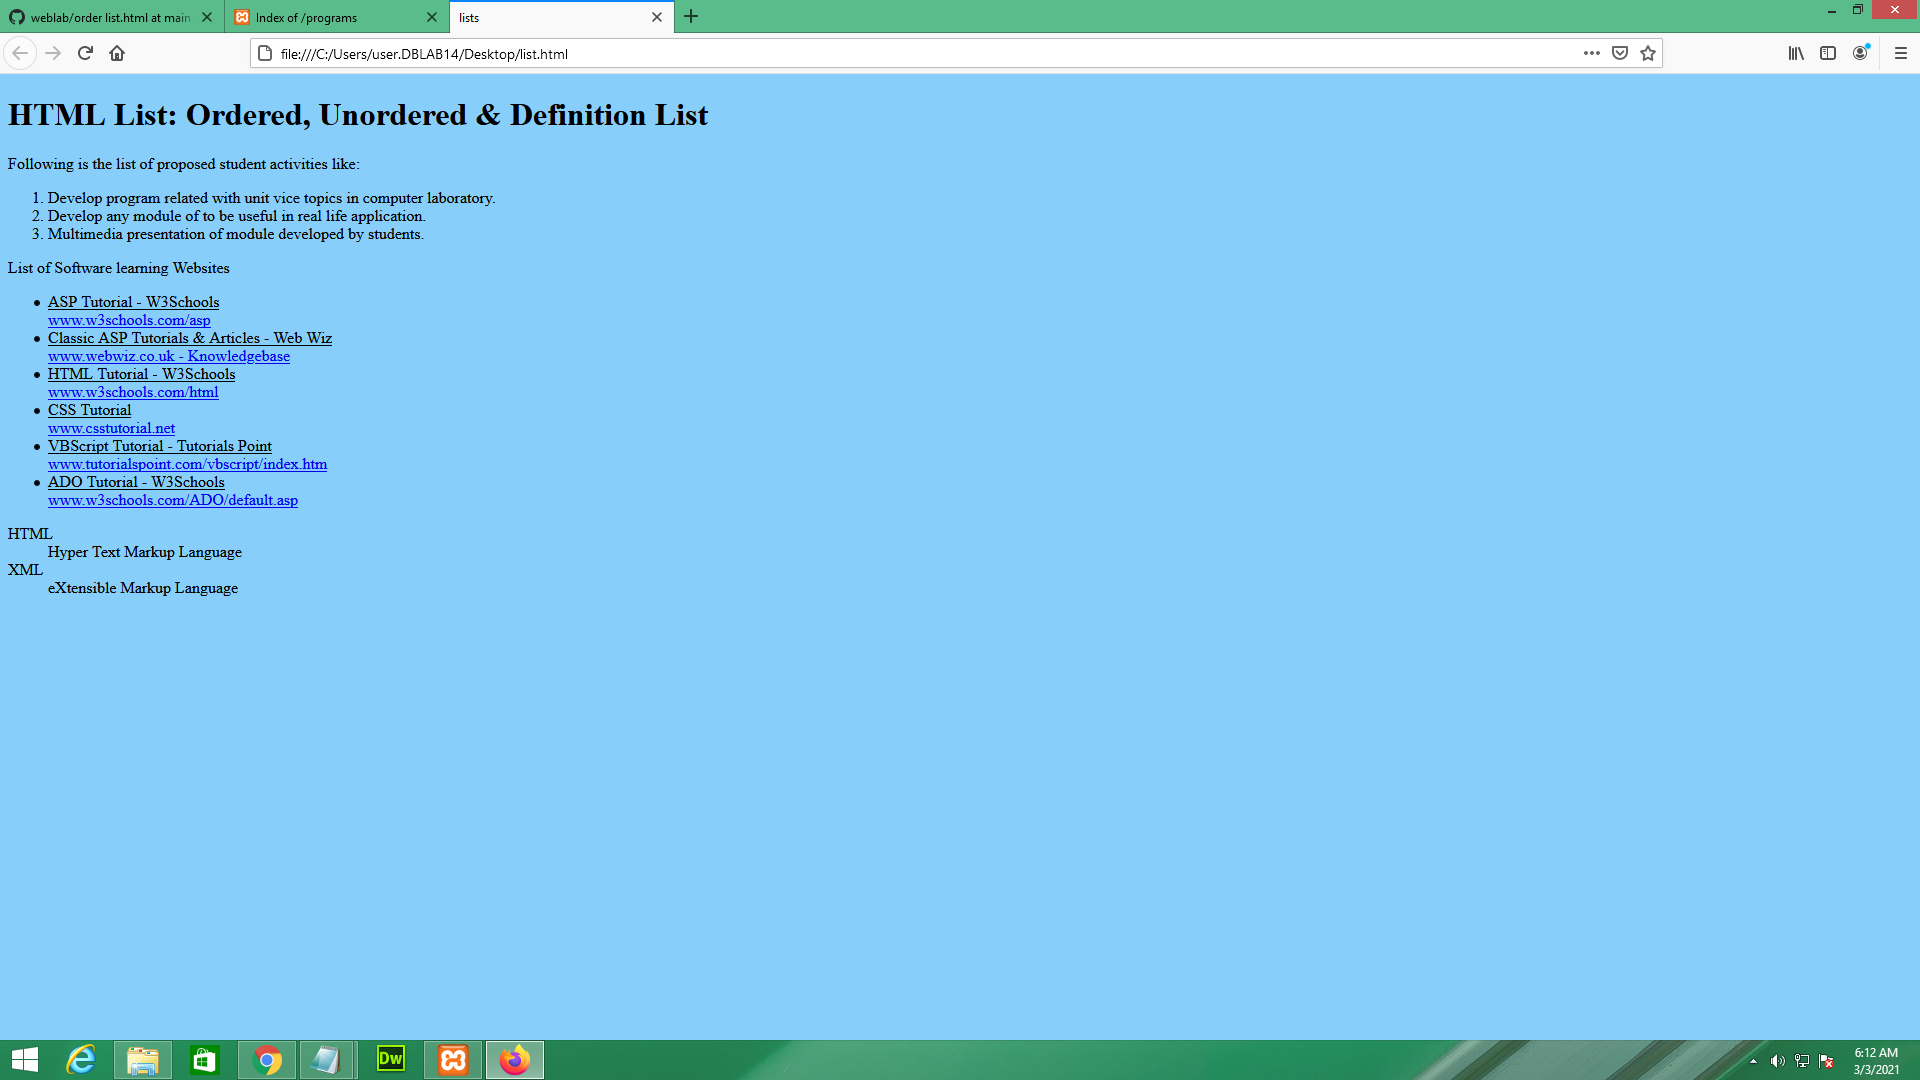 weblab/order list.html at main
Index of /programs
lists
file:///C:/Users/user.DBLAB14/Desktop/list.html
HTML List: Ordered, Unordered & Definition List
Following is the list of proposed student activities like:
1. Develop program related with unit vice topics in computer laboratory.
2. Develop any module of to be useful in real life application.
3. Multimedia presentation of module developed by students.
List of Software learning Websites
• ASP Tutorial - W3Schools
www.w3schools.com/asp
• Classic ASP Tutorials & Articles - Web Wiz
www.webwiz.co.uk - Knowledgebase
• HTML Tutorial - W3Schools
www.w3schools.com/html
• CSS Tutorial
www.csstutorial.net
• VBScript Tutorial - Tutorials Point
www.tutorialspoint.com/vbscript/index.htm
• ADO Tutorial - W3Schools
www.w3schools.com/ADO/default.asp
HTML
Hyper Text Markup Language
XML
eXtensible Markup Language
Dw
6:12 AM
3/3/2021